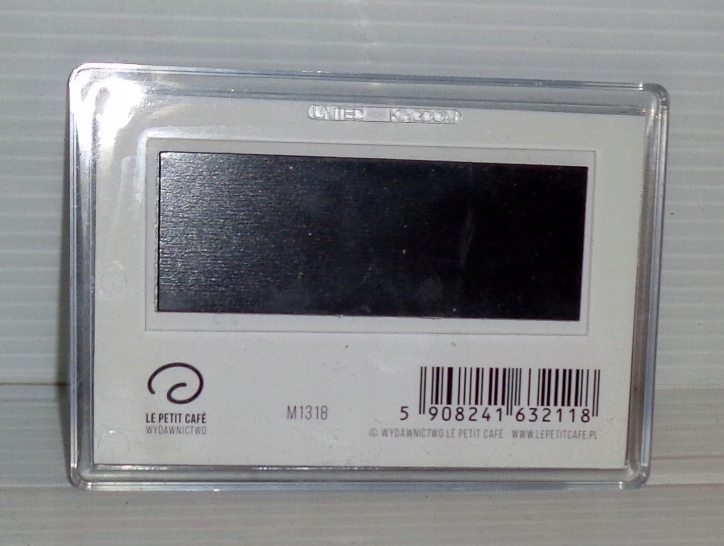 UNITED KINGDOM
LE PETIT CAFÉ
WYDAWNICTWO
M1318
5 908241 632118
© WYDAWNICTWO LE PETIT CAFÉ WWW.LEPETITCAFE.PL